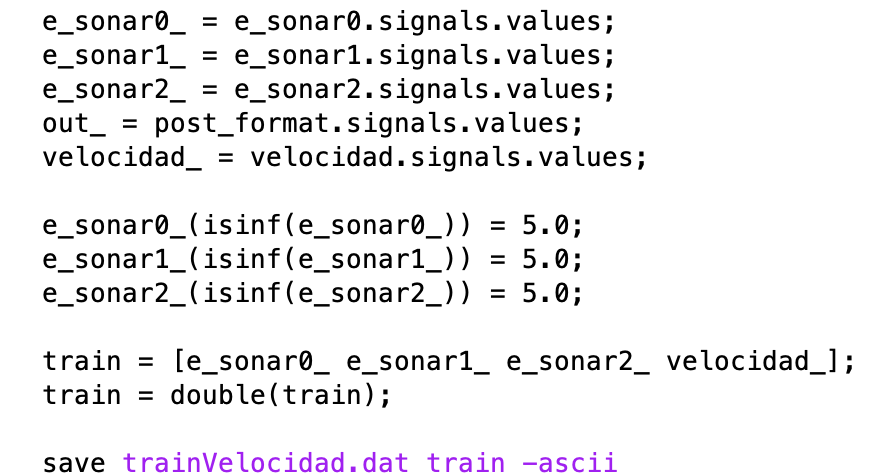 e_sonar0_ = e_sonar0.signals.values;
e_sonar1_ = e_sonar1.signals.values;
e_sonar2_ = e_sonar2.signals.values;
out_ = post_format.signals.values;
velocidad_ = velocidad.signals.values;
e_sonar0_(isinf(e_sonar0_)) = 5.0;
e_sonar1_(isinf(e_sonar1_)) = 5.0;
e_sonar2_(isinf(e_sonar2_)) = 5.0;
train = [e_sonar0_ e_sonar1_ e_sonar2_ velocidad_];
train = double(train);
save trainVelocidad.dat train -ascii